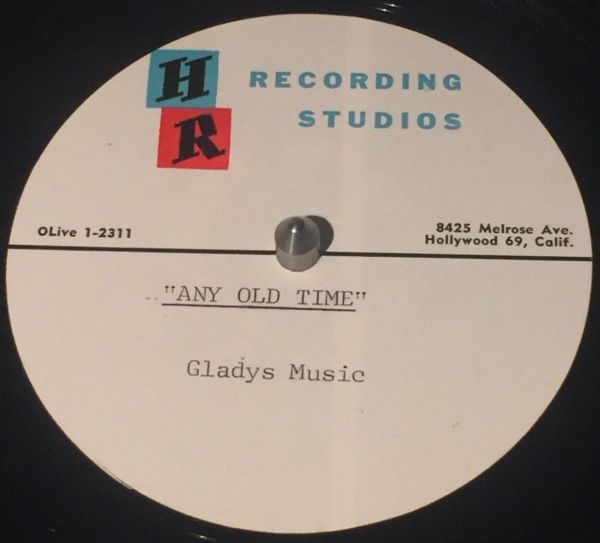 H R RECORDING
STUDIOS
OLive 1-2311
8425 Melrose Ave.
Hollywood 69, Calif.
"ANY OLD TIME"
Gladys Music